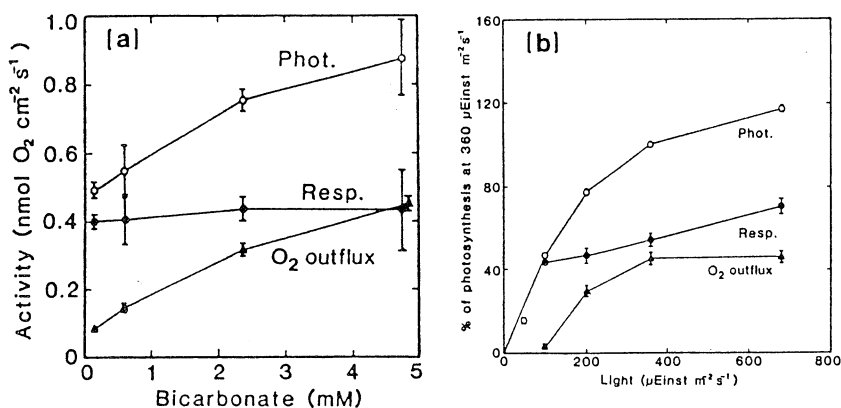 [a]
1.0
0.8
0.6
0.4
0.2
0
Activity (nmol O₂ cm⁻² s⁻¹)
Phot.
Resp.
O₂ outflux
0 1 2 3 4 5
Bicarbonate (mM)
[b]
160
120
80
40
0
% of photosynthesis at 360 µEinst m⁻² s⁻¹
Phot.
Resp.
O₂ outflux
0 200 400 600 800
Light (µEinst m⁻² s⁻¹)